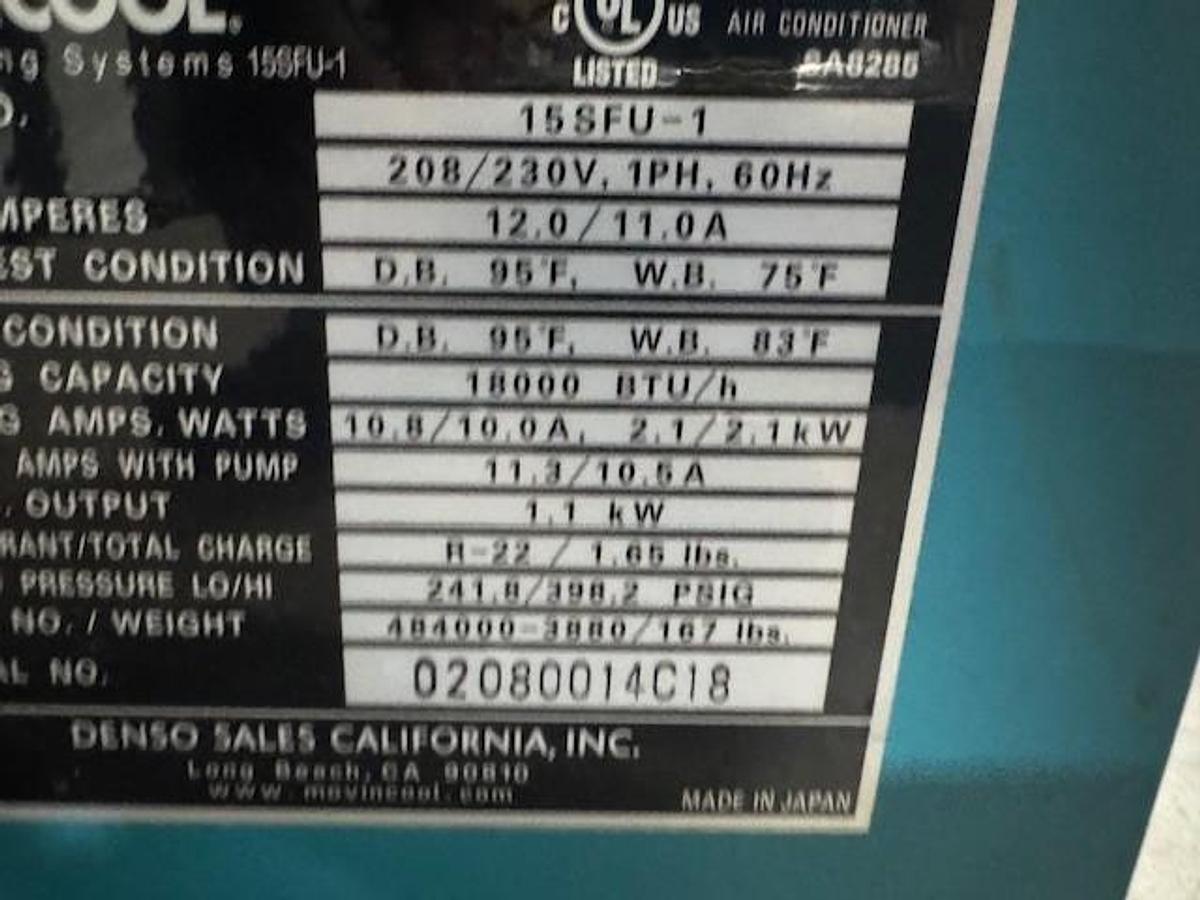 COOL®
C UL US AIR CONDITIONER
ng Systems 15SFU-1 LISTED SA8285
O. 15SFU-1
208/230V, 1PH, 60Hz
MPERES 12.0/11.0A
EST CONDITION D.B. 95°F, W.B. 75°F
CONDITION D.B. 95°F, W.B. 83°F
G CAPACITY 18000 BTU/h
G AMPS, WATTS 10.8/10.0A, 2.1/2.1kW
AMPS WITH PUMP 11.3/10.5A
. OUTPUT 1.1 kW
RANT/TOTAL CHARGE R-22 / 1.65 lbs.
PRESSURE LO/HI 241.8/398.2 PSIG
NO. / WEIGHT 484000-3880/167 lbs.
AL NO. 02080014C18
DENSO SALES CALIFORNIA, INC.
Long Beach, CA 90810
www.movincool.com
MADE IN JAPAN